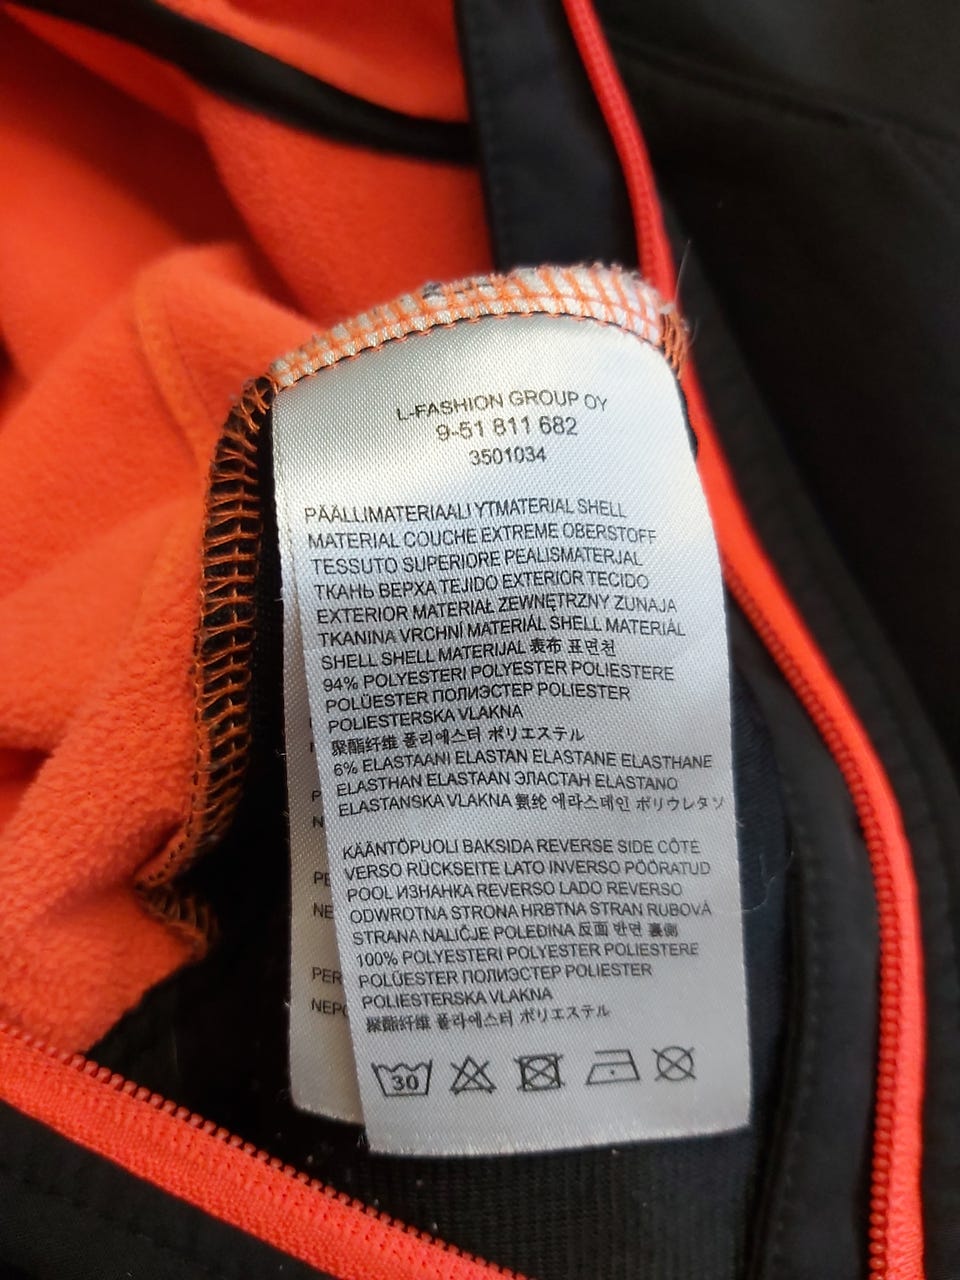 L-FASHION GROUP OY
9-51 811 682
3501034
PÄÄLLIMATERIAALI YTMATERIAL SHELL
MATERIAL COUCHE EXTREME OBERSTOFF
TESSUTO SUPERIDRE PEALISMATERJAL
ТКАНЬ ВЕРХА TEJIDO EXTERIOR TECIDO
EXTERIOR MATERIAŁ ZEWNĘTRZNY ZUNAJA
TKANINA VRCHNÍ MATERIÁL SHELL MATERIÁL
SHELL SHELL MATERIJAL 表布 표면천
94% POLYESTERI POLYESTER POLIESTERE
POLÜESTER ПОЛИЭСТЕР POLIESTER
POLIESTERSKA VLAKNA
聚酯纤维 폴리에스터 ポリエステル
6% ELASTAANI ELASTAN ELASTANE ELASTHANE
ELASTHAN ELASTAAN ЭЛАСТАН ELASTANO
ELASTANSKA VLAKNA 氨纶 에라스테인 ポリウレタン
KÄÄNTÖPUOLI BAKSIDA REVERSE SIDE CÔTÉ
VERSO RÜCKSEITE LATO INVERSO PÖÖRATUD
POOL ИЗНАНКА REVERSO LADO REVERSO
ODWROTNA STRONA HRBTNA STRAN RUBOVÁ
STRANA NALIČJE POLEĐINA 反面 반면 裏側
100% POLYESTERI POLYESTER POLIESTERE
POLÜESTER ПОЛИЭСТЕР POLIESTER
POLIESTERSKA VLAKNA
聚酯纤维 폴리에스터 ポリエステル
30